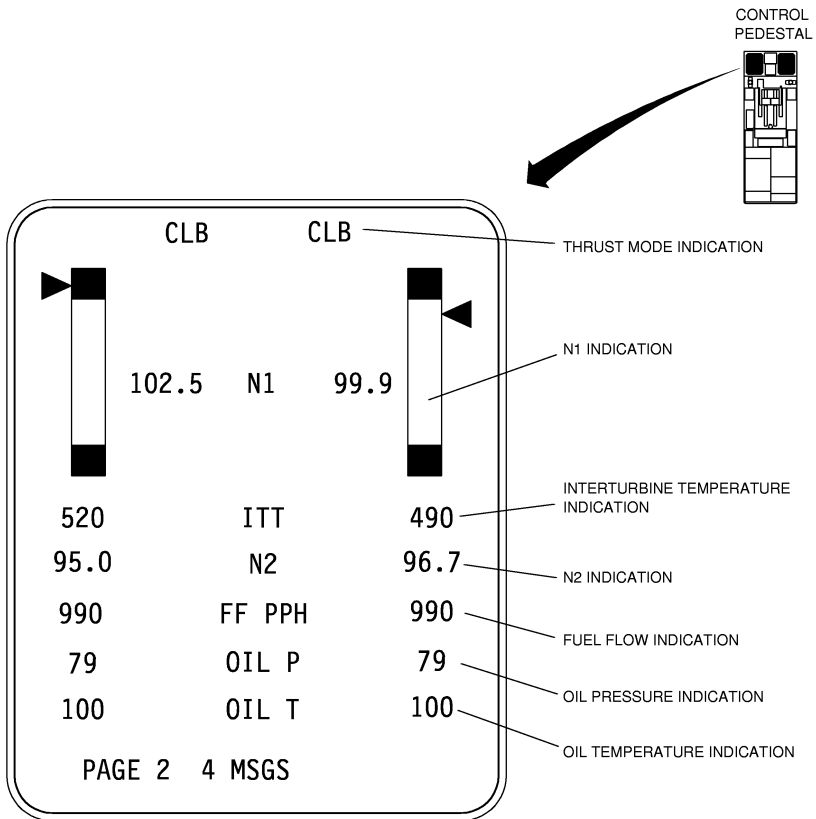 CONTROL
PEDESTAL
CLB CLB
THRUST MODE INDICATION
N1 INDICATION
102.5 N1 99.9
INTERTURBINE TEMPERATURE
INDICATION
520 ITT 490
95.0 N2 96.7
N2 INDICATION
990 FF PPH 990
FUEL FLOW INDICATION
79 OIL P 79
OIL PRESSURE INDICATION
100 OIL T 100
OIL TEMPERATURE INDICATION
PAGE 2 4 MSGS